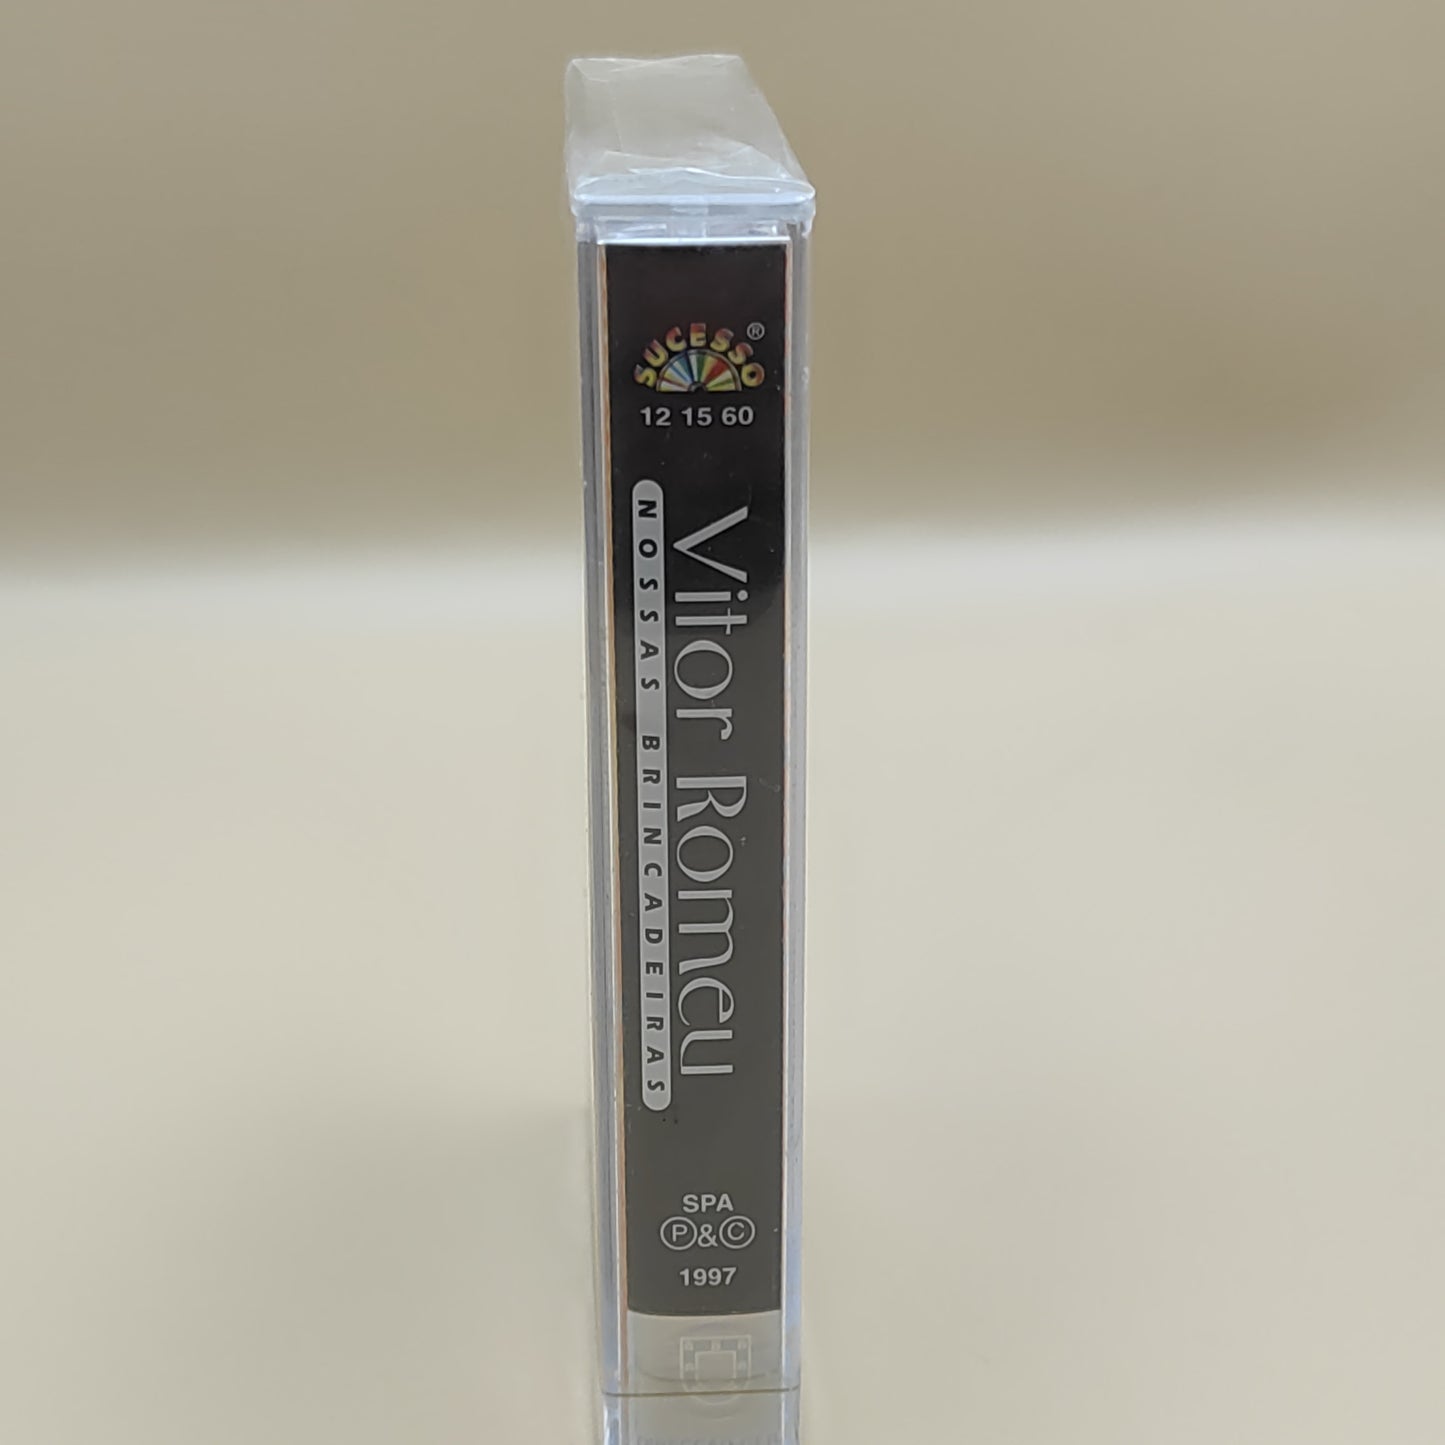 SUCESSO ®
12 15 60
Vitor Romeu
NOSSAS BRINCADEIRAS
SPA
Ⓟ&Ⓒ
1997